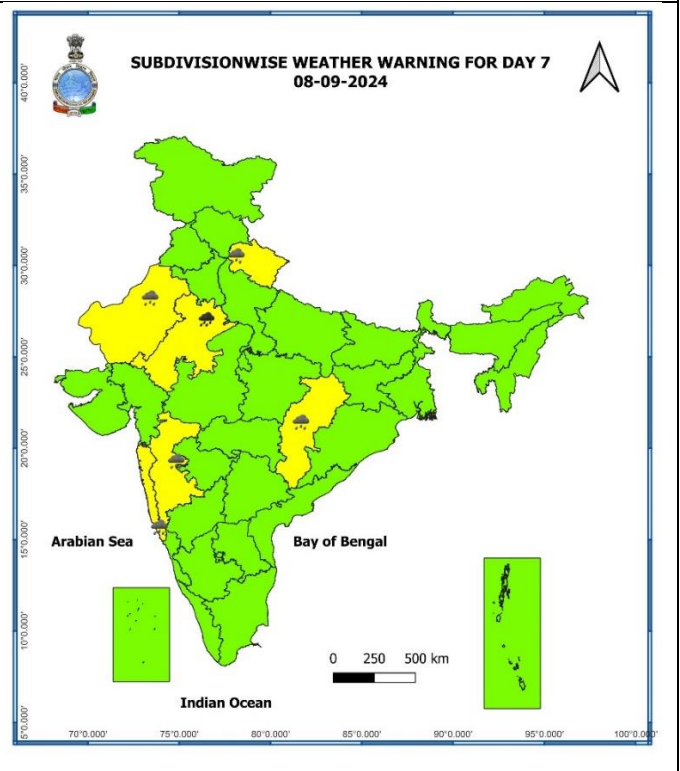 SUBDIVISIONWISE WEATHER WARNING FOR DAY 7
08-09-2024
40°0.000'
35°0.000'
30°0.000'
25°0.000'
20°0.000'
15°0.000'
10°0.000'
5°0.000'
Arabian Sea
Bay of Bengal
0 250 500 km
Indian Ocean
70°0.000' 75°0.000' 80°0.000' 85°0.000' 90°0.000' 95°0.000' 100°0.000'